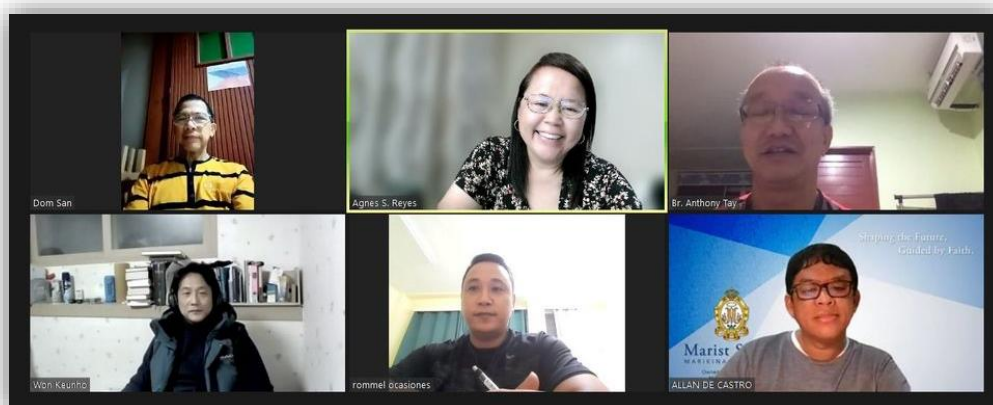 Dom San
Agnes S. Reyes
Br. Anthony Tay
Shaping the Future,
Guided by Faith.
Marist
MARIKINA
Won Keunho
rommel ocasiones
ALLAN DE CASTRO